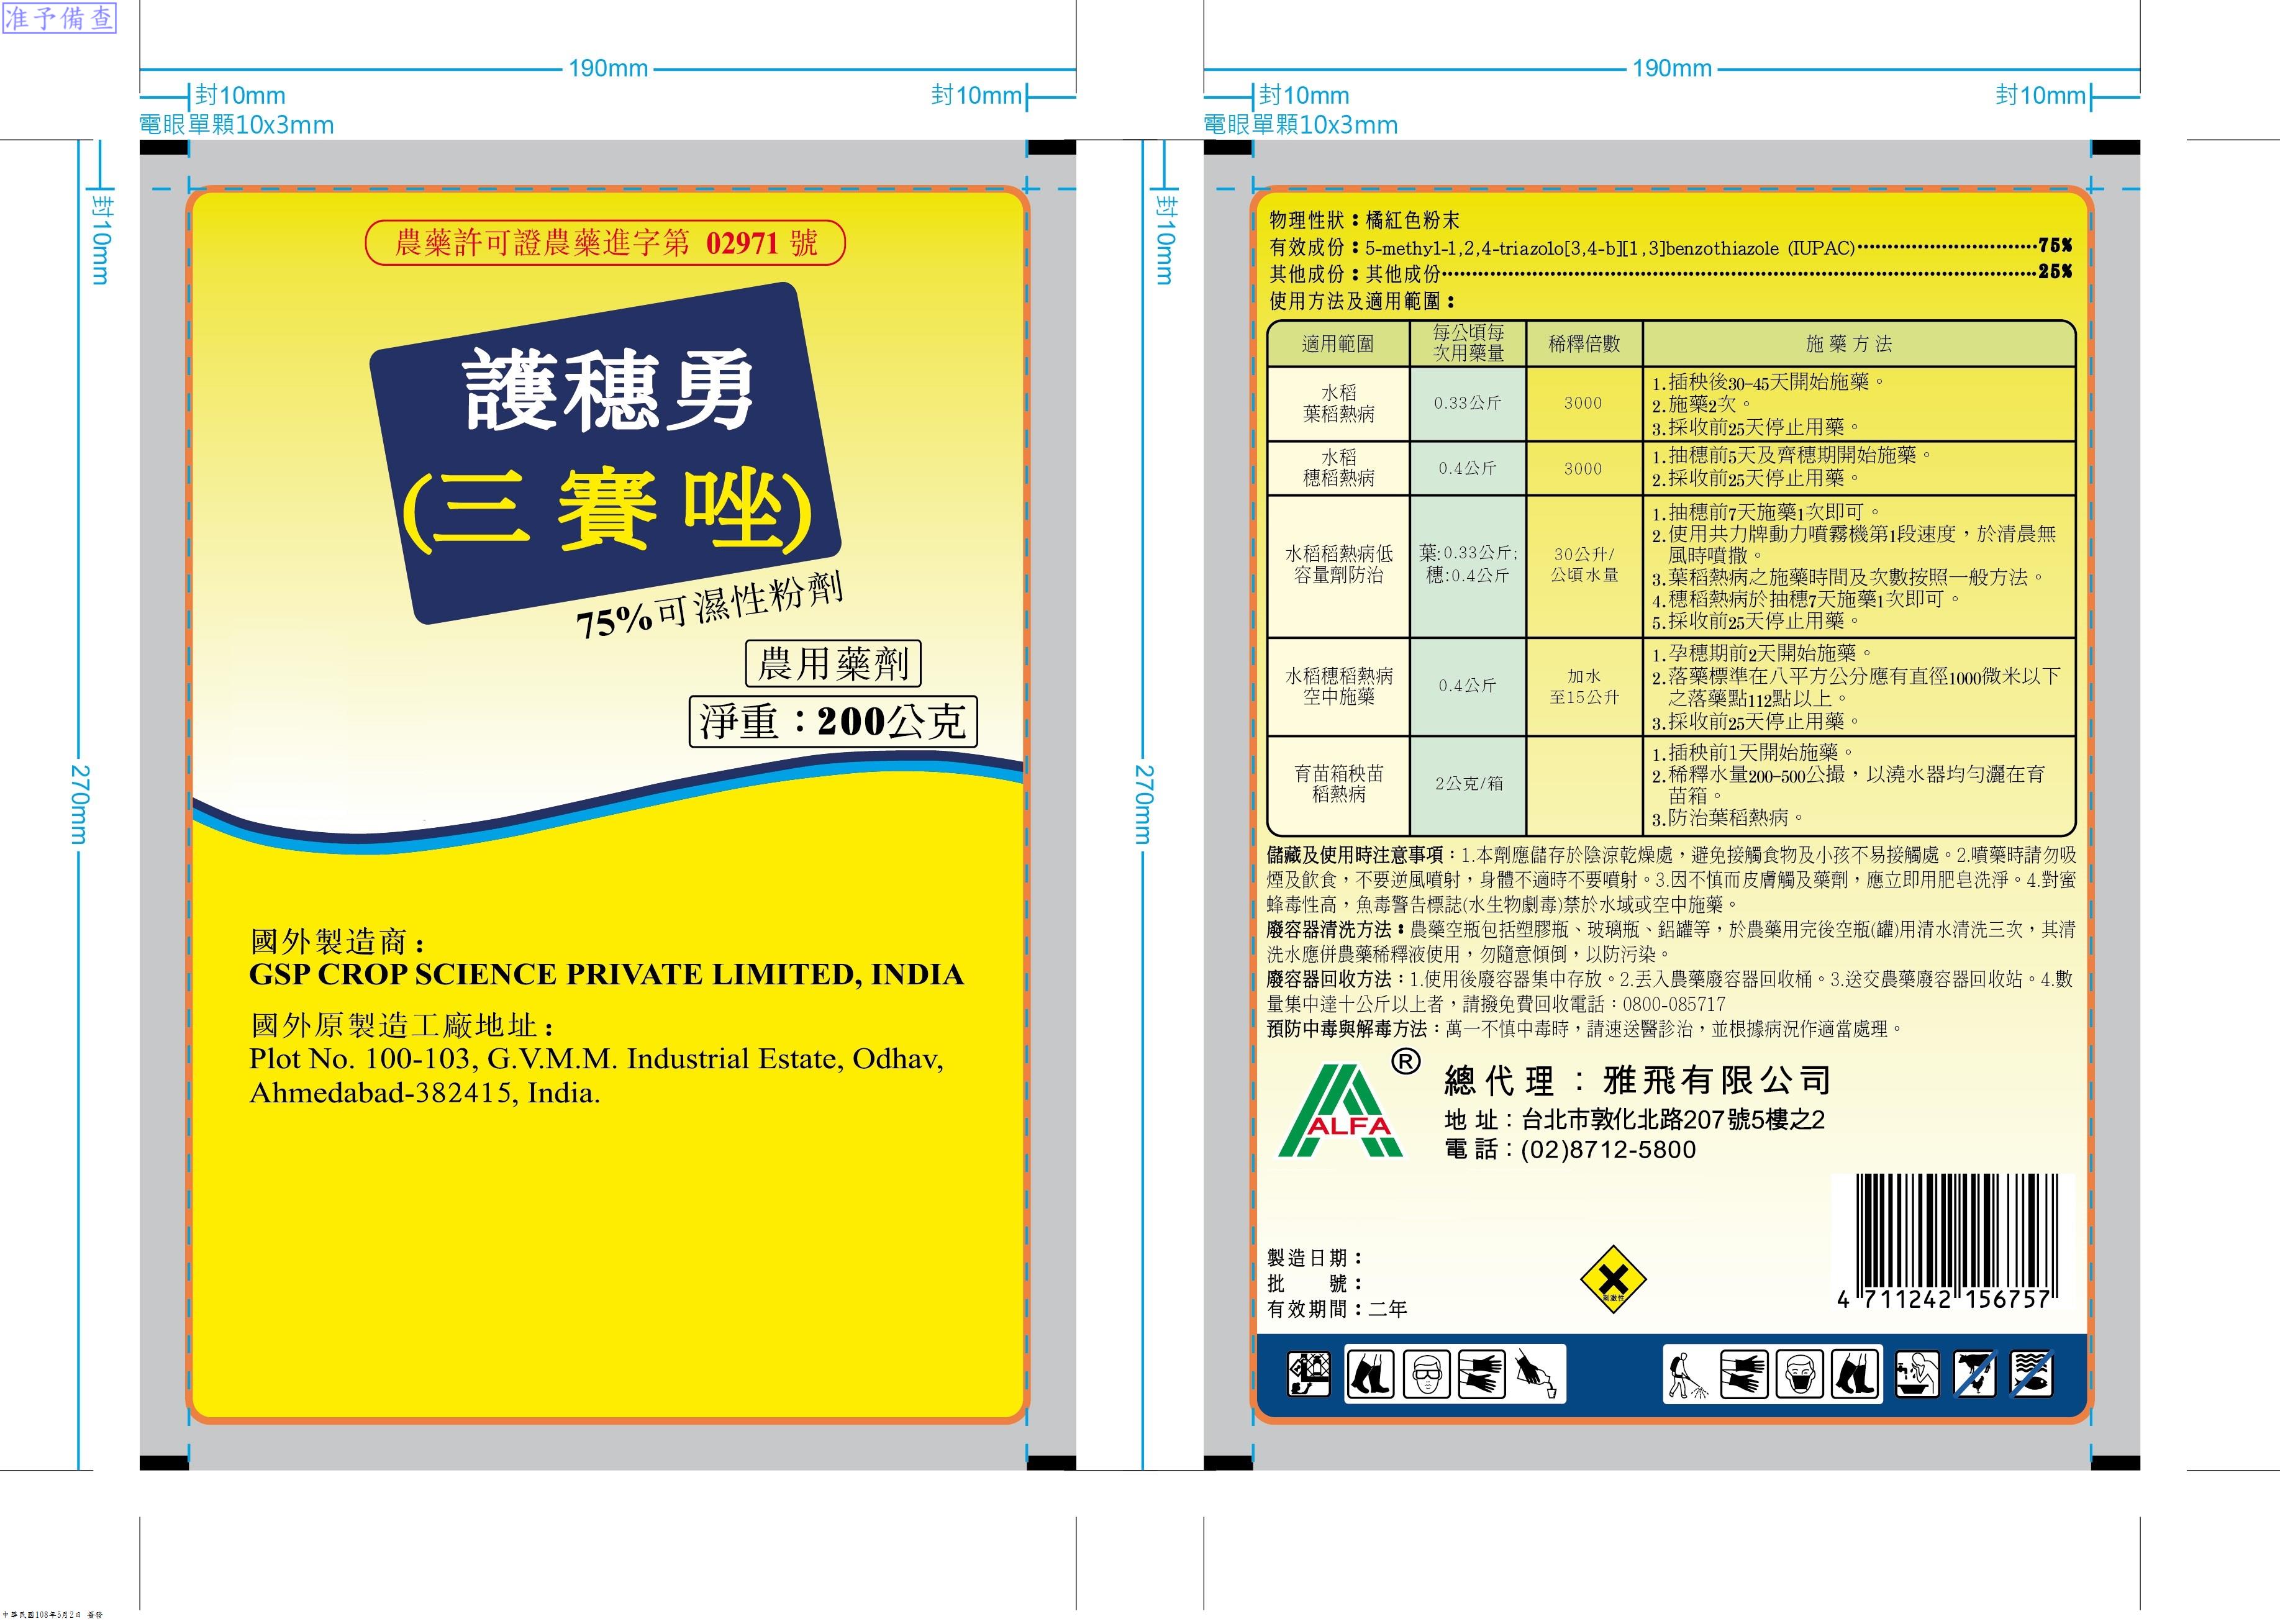 准予備查
190mm
封10mm
封10mm
電眼單顆10x3mm
封10mm
270mm
農藥許可證農藥進字第 02971 號
護穗勇
(三賽唑)
75%可濕性粉劑
農用藥劑
淨重：200公克
國外製造商：
GSP CROP SCIENCE PRIVATE LIMITED, INDIA
國外原製造工廠地址：
Plot No. 100-103, G.V.M.M. Industrial Estate, Odhav,
Ahmedabad-382415, India.
190mm
封10mm
封10mm
電眼單顆10x3mm
封10mm
270mm
物理性狀：橘紅色粉末
有效成份：5-methy1-1,2,4-triazolo[3,4-b][1,3]benzothiazole (IUPAC)⋯⋯⋯⋯⋯⋯⋯⋯75%
其他成份：其他成份⋯⋯⋯⋯⋯⋯⋯⋯⋯⋯⋯⋯⋯⋯⋯⋯⋯⋯⋯⋯⋯⋯⋯⋯25%
使用方法及適用範圍：
適用範圍
每公頃每
次用藥量
稀釋倍數
施藥方法
水稻
葉稻熱病
0.33公斤
3000
1.插秧後30-45天開始施藥。
2.施藥2次。
3.採收前25天停止用藥。
水稻
穗稻熱病
0.4公斤
3000
1.抽穗前5天及齊穗期開始施藥。
2.採收前25天停止用藥。
水稻稻熱病低
容量劑防治
葉:0.33公斤;
穗:0.4公斤
30公升/
公頃水量
1.抽穗前7天施藥1次即可。
2.使用共力牌動力噴霧機第1段速度，於清晨無
風時噴撒。
3.葉稻熱病之施藥時間及次數按照一般方法。
4.穗稻熱病於抽穗7天施藥1次即可。
5.採收前25天停止用藥。
水稻穗稻熱病
空中施藥
0.4公斤
加水
至15公升
1.孕穗期前2天開始施藥。
2.落藥標準在八平方公分應有直徑1000微米以下
之落藥點112點以上。
3.採收前25天停止用藥。
育苗箱秧苗
稻熱病
2公克/箱
1.插秧前1天開始施藥。
2.稀釋水量200-500公撮，以澆水器均勻灑在育
苗箱。
3.防治葉稻熱病。
儲藏及使用時注意事項：1.本劑應儲存於陰涼乾燥處，避免接觸食物及小孩不易接觸處。2.噴藥時請勿吸
煙及飲食，不要逆風噴射，身體不適時不要噴射。3.因不慎而皮膚觸及藥劑，應立即用肥皂洗淨。4.對蜜
蜂毒性高，魚毒警告標誌(水生物劇毒)禁於水域或空中施藥。
廢容器清洗方法：農藥空瓶包括塑膠瓶、玻璃瓶、鋁罐等，於農藥用完後空瓶(罐)用清水清洗三次，其清
洗水應併農藥稀釋液使用，勿隨意傾倒，以防污染。
廢容器回收方法：1.使用後廢容器集中存放。2.丟入農藥廢容器回收桶。3.送交農藥廢容器回收站。4.數
量集中達十公斤以上者，請撥免費回收電話：0800-085717
預防中毒與解毒方法：萬一不慎中毒時，請速送醫診治，並根據病況作適當處理。
®
ALFA
總代理：雅飛有限公司
地址：台北市敦化北路207號5樓之2
電話：(02)8712-5800
製造日期：
批　　號：
有效期間：二年
刺激性
4 711242 156757
中華民國108年5月2日 簽發